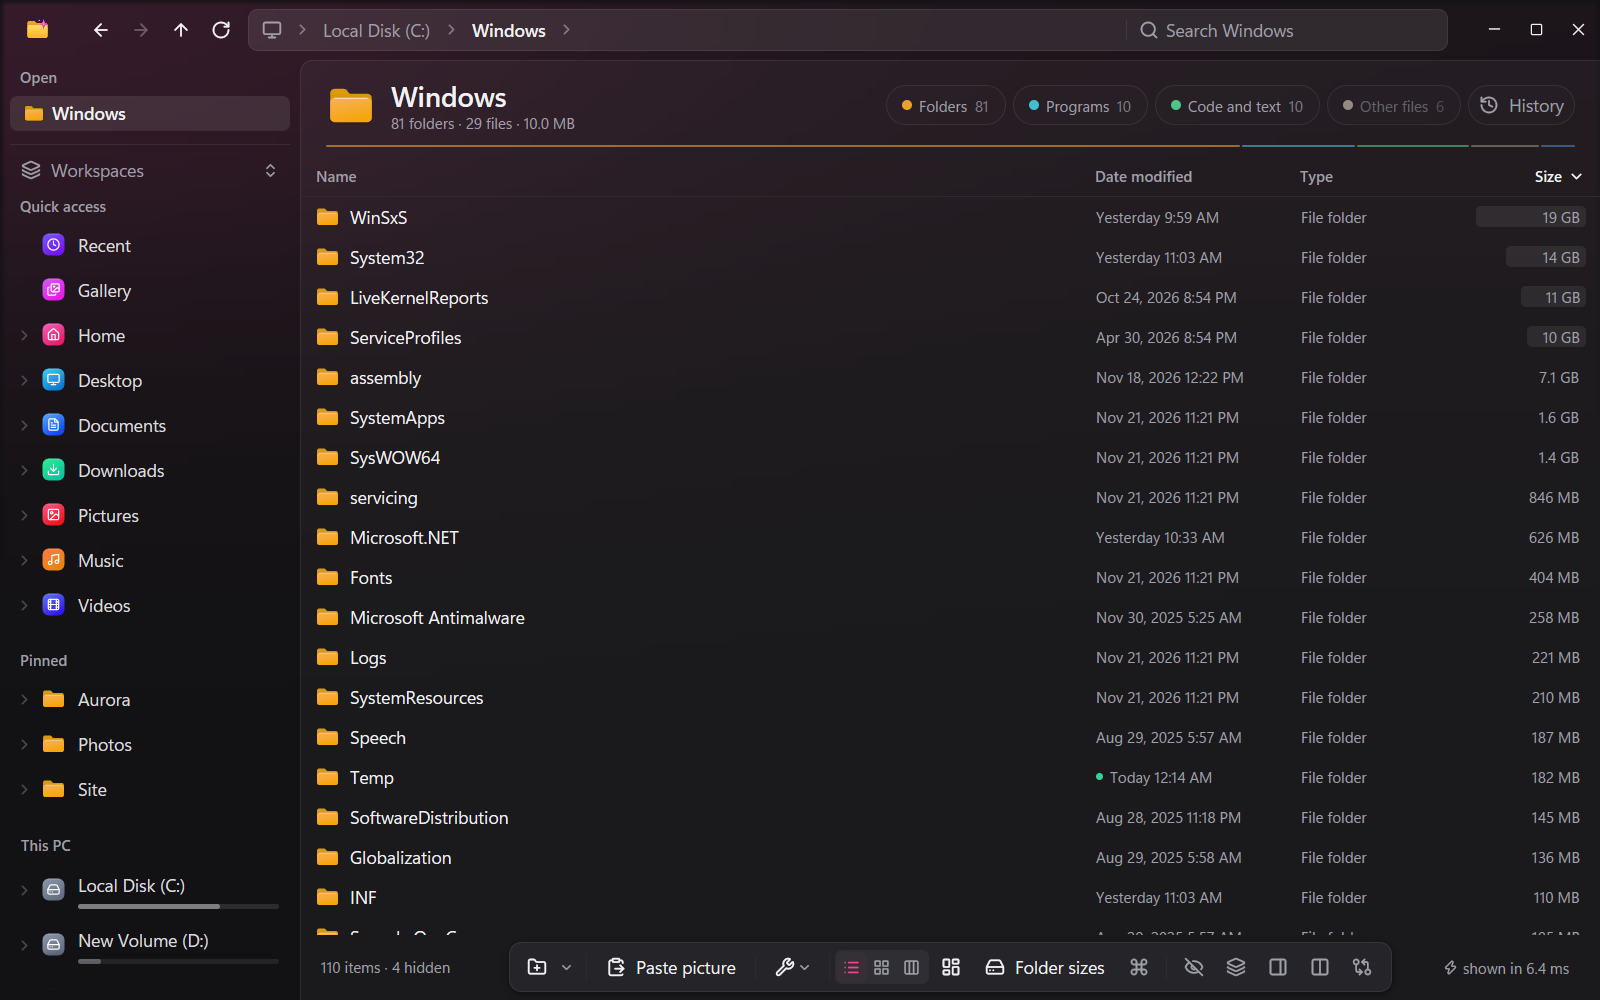 Local Disk (C:)
Windows
Search Windows
Open
Windows
Workspaces
Quick access
Recent
Gallery
Home
Desktop
Documents
Downloads
Pictures
Music
Videos
Pinned
Aurora
Photos
Site
This PC
Local Disk (C:)
New Volume (D:)
Windows
81 folders · 29 files · 10.0 MB
Folders 81
Programs 10
Code and text 10
Other files 6
History
Name Date modified Type Size
WinSxS Yesterday 9:59 AM File folder 19 GB
System32 Yesterday 11:03 AM File folder 14 GB
LiveKernelReports Oct 24, 2026 8:54 PM File folder 11 GB
ServiceProfiles Apr 30, 2026 8:54 PM File folder 10 GB
assembly Nov 18, 2026 12:22 PM File folder 7.1 GB
SystemApps Nov 21, 2026 11:21 PM File folder 1.6 GB
SysWOW64 Nov 21, 2026 11:21 PM File folder 1.4 GB
servicing Nov 21, 2026 11:21 PM File folder 846 MB
Microsoft.NET Yesterday 10:33 AM File folder 626 MB
Fonts Nov 21, 2026 11:21 PM File folder 404 MB
Microsoft Antimalware Nov 30, 2025 5:25 AM File folder 258 MB
Logs Nov 21, 2026 11:21 PM File folder 221 MB
SystemResources Nov 21, 2026 11:21 PM File folder 210 MB
Speech Aug 29, 2025 5:57 AM File folder 187 MB
Temp Today 12:14 AM File folder 182 MB
SoftwareDistribution Aug 28, 2025 11:18 PM File folder 145 MB
Globalization Aug 29, 2025 5:58 AM File folder 136 MB
INF Yesterday 11:03 AM File folder 110 MB
110 items · 4 hidden
Paste picture
Folder sizes
shown in 6.4 ms